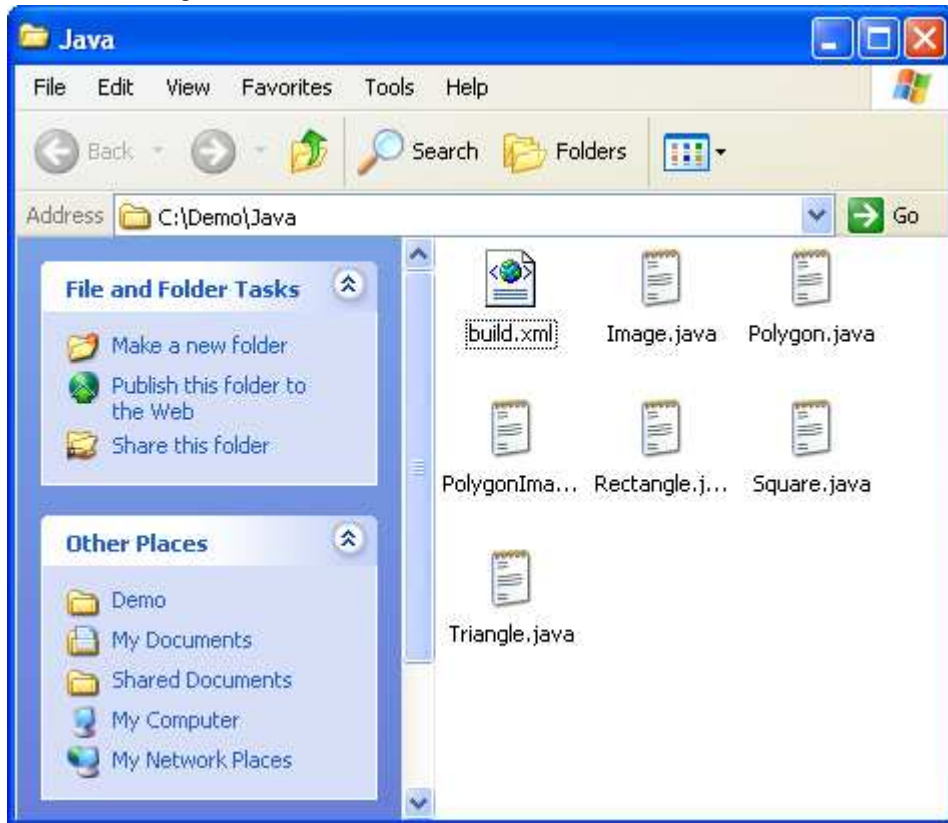 Java
File Edit View Favorites Tools Help
Back Search Folders
Address C:\Demo\Java Go
File and Folder Tasks
Make a new folder
Publish this folder to
the Web
Share this folder
Other Places
Demo
My Documents
Shared Documents
My Computer
My Network Places
build.xml Image.java Polygon.java
PolygonIma... Rectangle.j... Square.java
Triangle.java